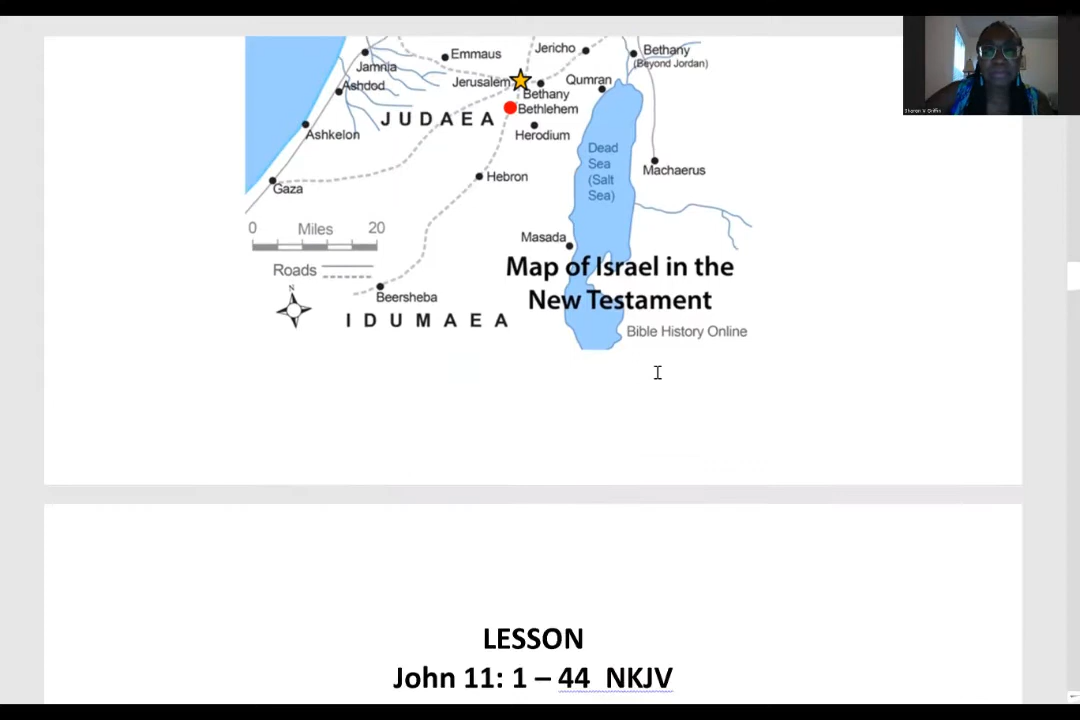 Emmaus
Jericho
Bethany
(Beyond Jordan)
Jamnia
Jerusalem
Qumran
Ashdod
Bethany
Bethlehem
JUDAEA
Herodium
Ashkelon
Dead
Sea
(Salt
Sea)
Machaerus
Hebron
Gaza
0 Miles 20
Masada
Roads
Map of Israel in the
New Testament
N
Beersheba
IDUMAEA
Bible History Online
LESSON
John 11: 1 – 44 NKJV
Sharon V Griffin